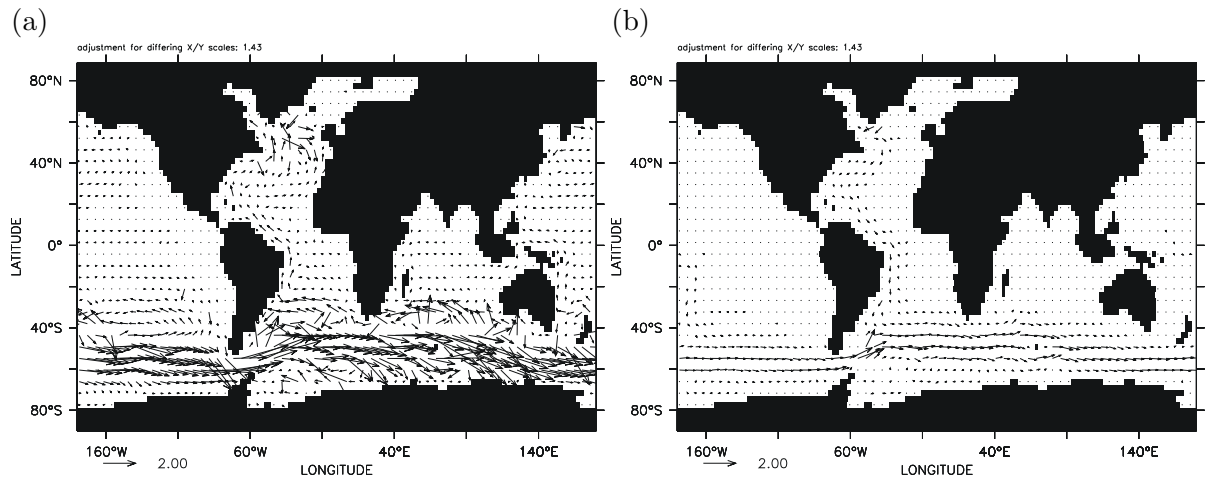 (a)
adjustment for differing X/Y scales: 1.43
80°N
40°N
0°
40°S
80°S
LATITUDE
160°W
60°W
40°E
140°E
LONGITUDE
2.00
(b)
adjustment for differing X/Y scales: 1.43
80°N
40°N
0°
40°S
80°S
LATITUDE
160°W
60°W
40°E
140°E
LONGITUDE
2.00